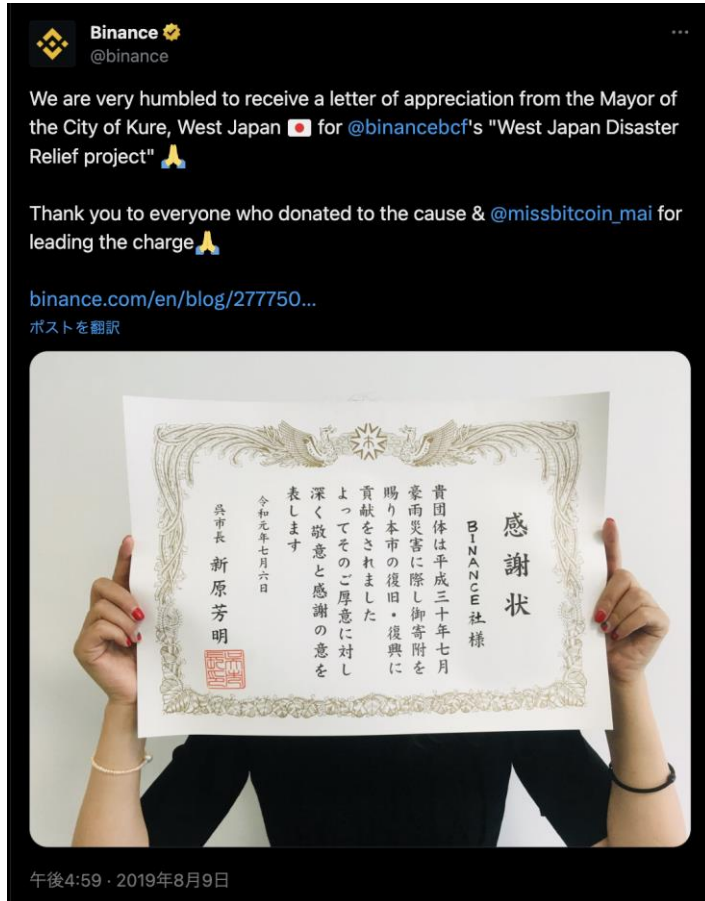 Binance
@binance
We are very humbled to receive a letter of appreciation from the Mayor of
the City of Kure, West Japan 🇯🇵 for @binancebcf's "West Japan Disaster
Relief project" 🙏
Thank you to everyone who donated to the cause & @missbitcoin_mai for
leading the charge🙏
binance.com/en/blog/277750...
ポストを翻訳
感謝状
BINANCE社様
貴団体は平成三十年七月
豪雨災害に際し御寄附を
賜り本市の復旧・復興に
貢献をされました
よってそのご厚意に対し
深く敬意と感謝の意を
表します
令和元年七月六日
呉市長 新原芳明
午後4:59 · 2019年8月9日